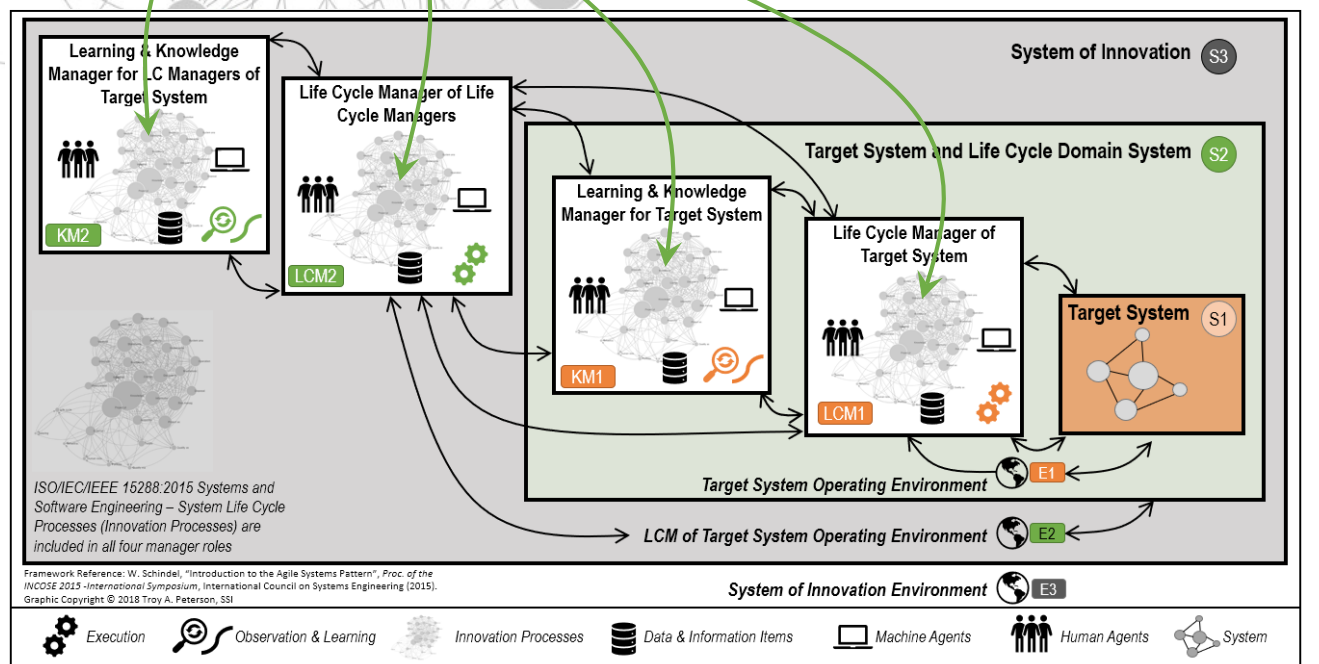 System of Innovation S3
Learning & Knowledge
Manager for LC Managers of
Target System
KM2
Life Cycle Manager of Life
Cycle Managers
LCM2
Target System and Life Cycle Domain System S2
Learning & Knowledge
Manager for Target System
KM1
Life Cycle Manager of
Target System
LCM1
Target System S1
Target System Operating Environment E1
LCM of Target System Operating Environment E2
System of Innovation Environment E3
ISO/IEC/IEEE 15288:2015 Systems and
Software Engineering – System Life Cycle
Processes (Innovation Processes) are
included in all four manager roles
Framework Reference: W. Schindel, "Introduction to the Agile Systems Pattern", Proc. of the
INCOSE 2015 -International Symposium, International Council on Systems Engineering (2015).
Graphic Copyright © 2018 Troy A. Peterson, SSI
Execution
Observation & Learning
Innovation Processes
Data & Information Items
Machine Agents
Human Agents
System